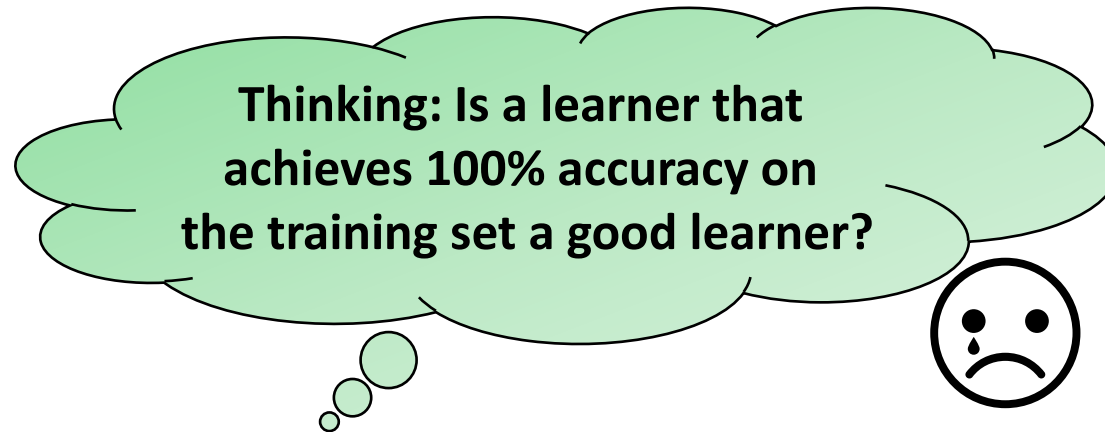 Thinking: Is a learner that
achieves 100% accuracy on
the training set a good learner?